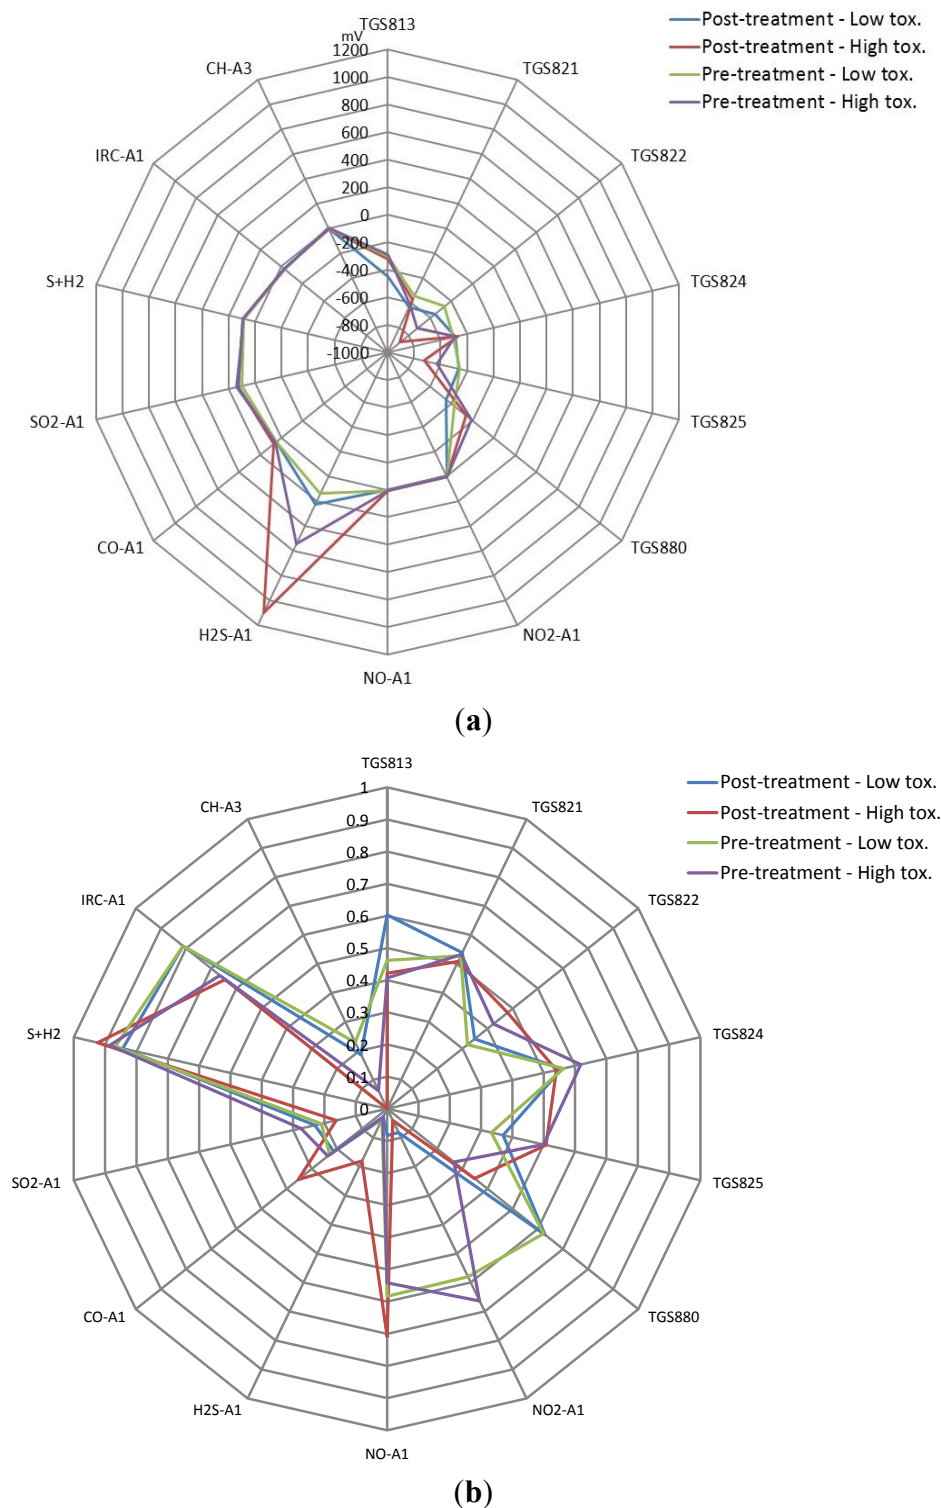 TGS813
mV
1200
1000
800
600
400
200
0
-200
-400
-600
-800
-1000
TGS821
TGS822
TGS824
TGS825
TGS880
NO2-A1
NO-A1
H2S-A1
CO-A1
SO2-A1
S+H2
IRC-A1
CH-A3
Post-treatment - Low tox.
Post-treatment - High tox.
Pre-treatment - Low tox.
Pre-treatment - High tox.
(a)
TGS813
1
0.9
0.8
0.7
0.6
0.5
0.4
0.3
0.2
0.1
0
TGS821
TGS822
TGS824
TGS825
TGS880
NO2-A1
NO-A1
H2S-A1
CO-A1
SO2-A1
S+H2
IRC-A1
CH-A3
Post-treatment - Low tox.
Post-treatment - High tox.
Pre-treatment - Low tox.
Pre-treatment - High tox.
(b)